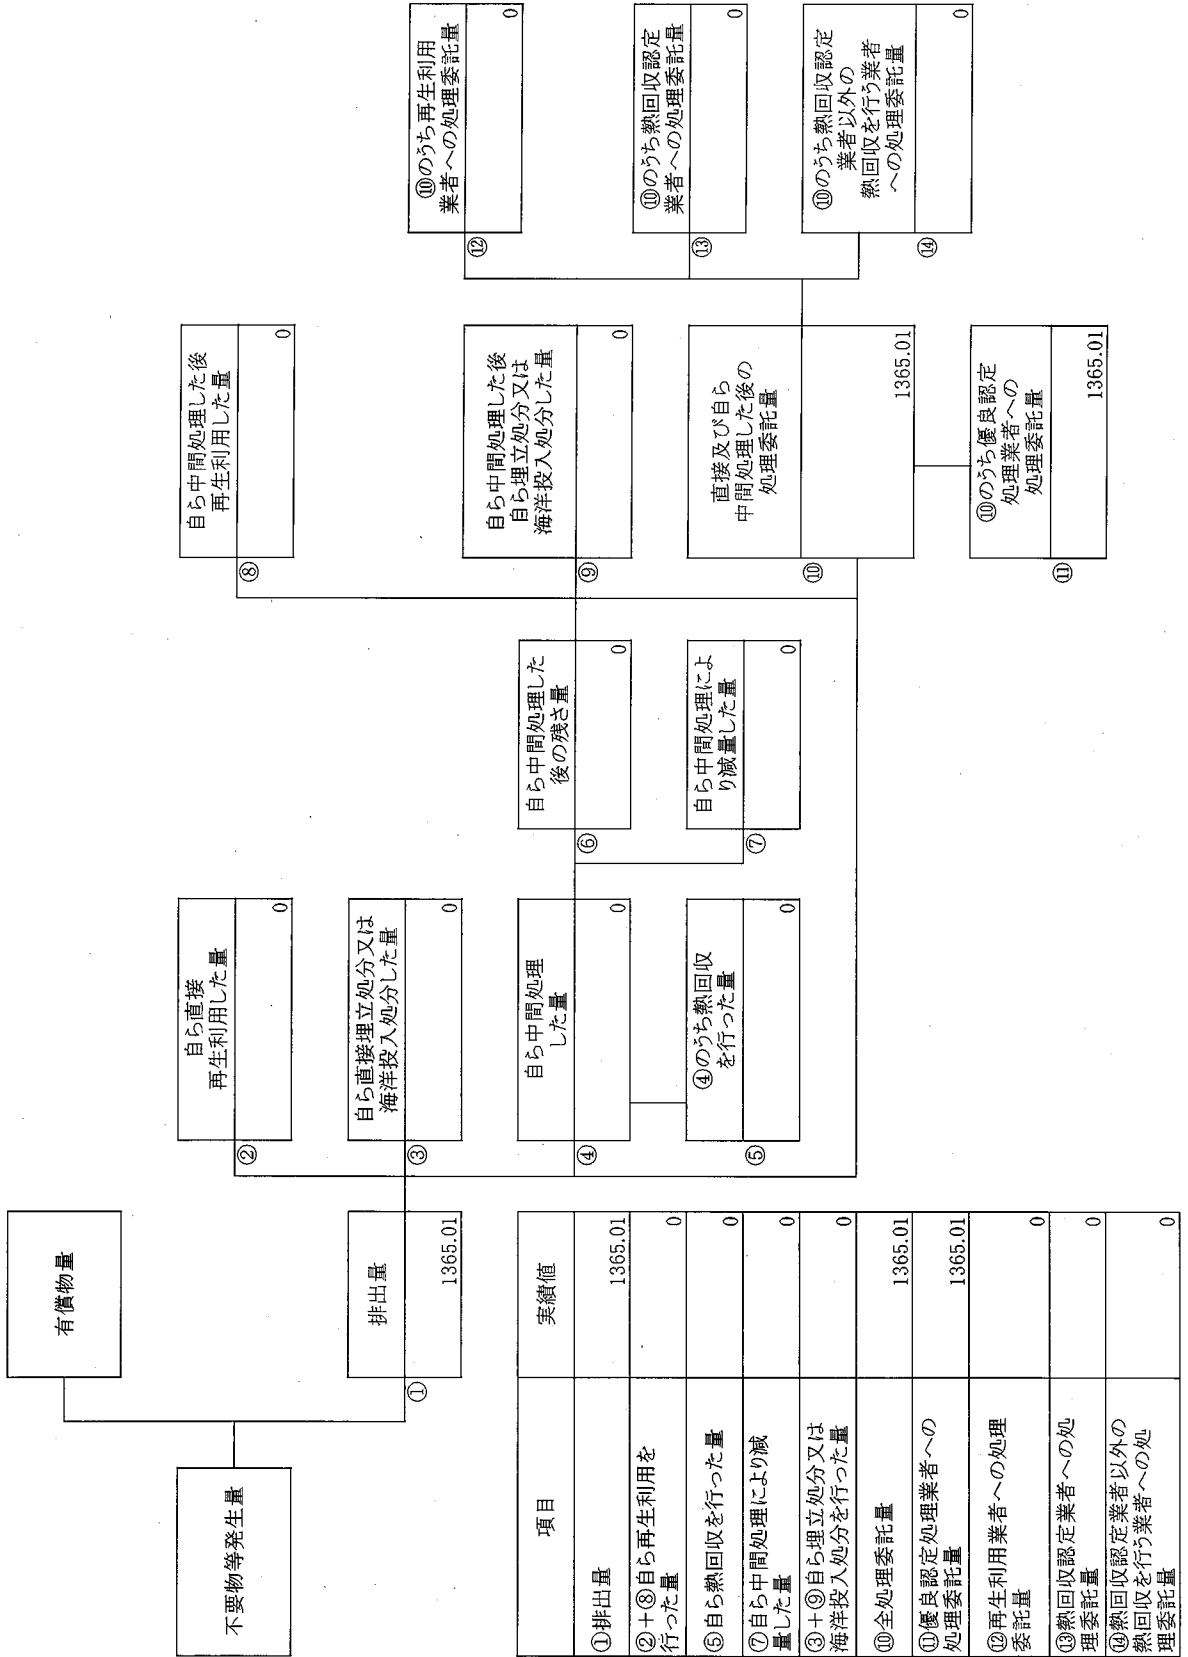 有償物量
不要物等発生量
①
排出量
1365.01
②
自ら直接
再生利用した量
0
③
自ら直接埋立処分又は
海洋投入処分した量
0
④
自ら中間処理
した量
0
⑤
④のうち熱回収
を行った量
0
⑥
自ら中間処理した
後の残さ量
0
⑦
自ら中間処理によ
り減量した量
0
⑧
自ら中間処理した後
再生利用した量
0
⑨
自ら中間処理した後
自ら埋立処分又は
海洋投入処分した量
0
⑩
直接及び自ら
中間処理した後の
処理委託量
1365.01
⑪
⑩のうち優良認定
処理業者への
処理委託量
1365.01
⑫
⑩のうち再生利用
業者への処理委託量
0
⑬
⑩のうち熱回収認定
業者への処理委託量
0
⑭
⑩のうち熱回収認定
業者以外の
熱回収を行う業者
への処理委託量
0
項目 実績値
①排出量 1365.01
②+⑧自ら再生利用を 0
行った量
⑤自ら熱回収を行った量 0
⑦自ら中間処理により減 0
量した量
③+⑨自ら埋立処分又は 0
海洋投入処分を行った量
⑩全処理委託量 1365.01
⑪優良認定処理業者への 1365.01
処理委託量
⑫再生利用業者への処理 0
委託量
⑬熱回収認定業者への処 0
理委託量
⑭熱回収認定業者以外の 0
熱回収を行う業者への処
理委託量